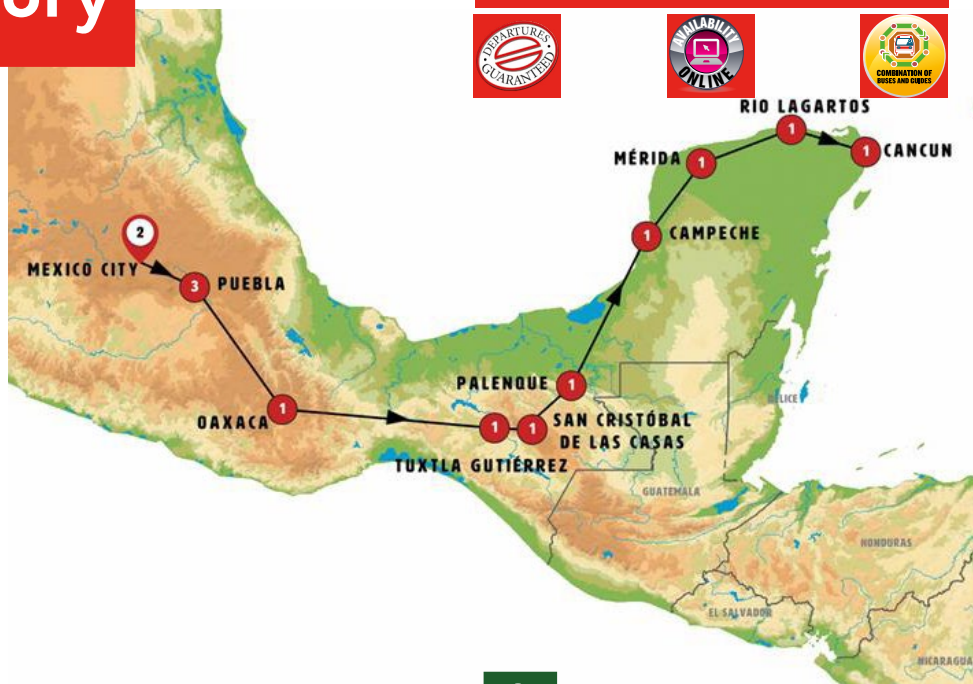 ory
DEPARTURES
GUARANTEED
AVAILABILITY
ONLINE
COMBINATION OF
BUSES AND GUIDES
RIO LAGARTOS
1
1
CANCUN
MÉRIDA
1
1
CAMPECHE
2
MEXICO CITY
3
PUEBLA
PALENQUE
1
OAXACA
1
1
1
SAN CRISTÓBAL
DE LAS CASAS
TUXTLA GUTIÉRREZ
BELICE
GUATEMALA
HONDURAS
EL SALVADOR
NICARAGUA